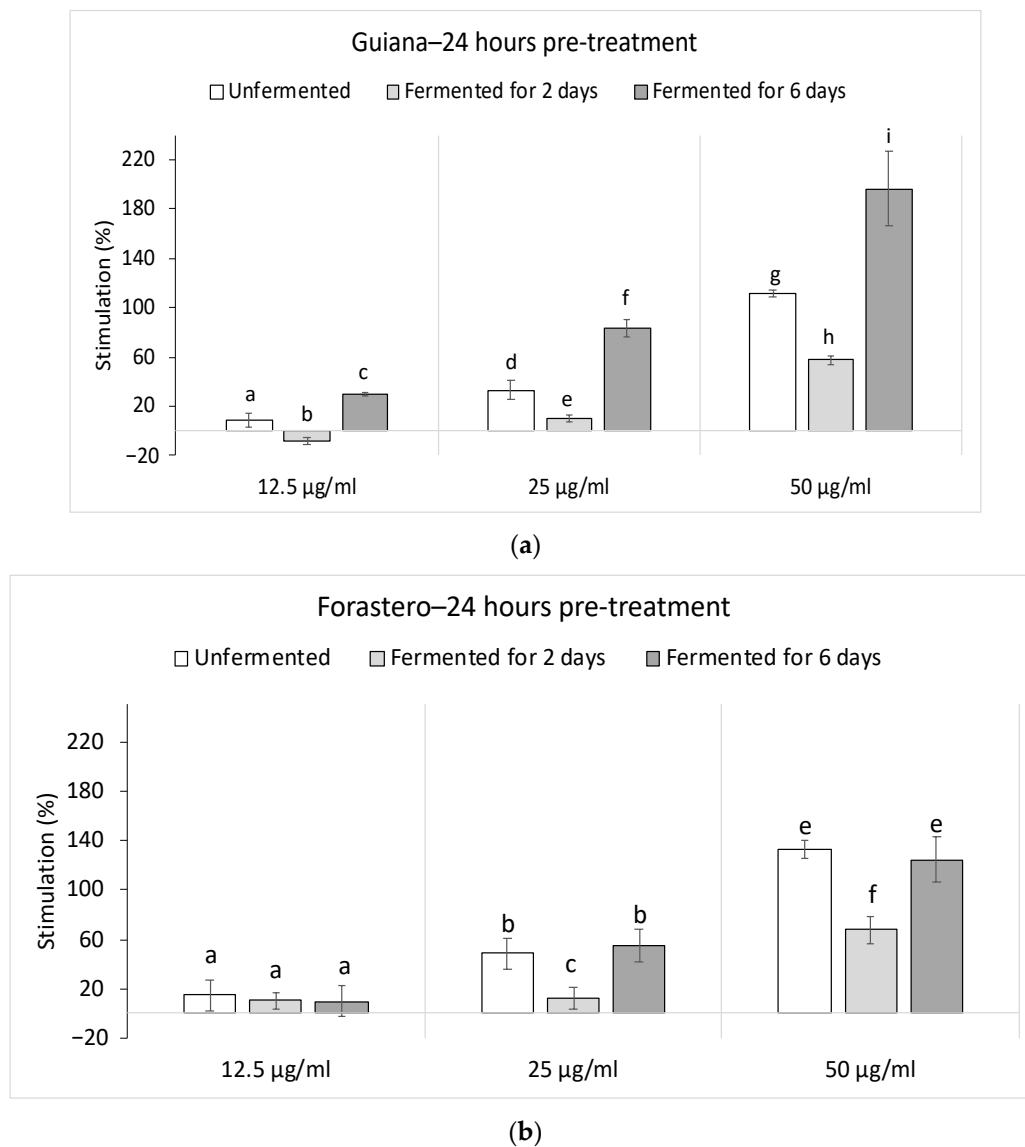 Guiana–24 hours pre-treatment
Unfermented Fermented for 2 days Fermented for 6 days
Stimulation (%)
220
180
140
100
60
20
−20
a b c
d e f
g h i
12.5 µg/ml 25 µg/ml 50 µg/ml
(a)
Forastero–24 hours pre-treatment
Unfermented Fermented for 2 days Fermented for 6 days
Stimulation (%)
220
180
140
100
60
20
−20
a a a
b c b
e f e
12.5 µg/ml 25 µg/ml 50 µg/ml
(b)